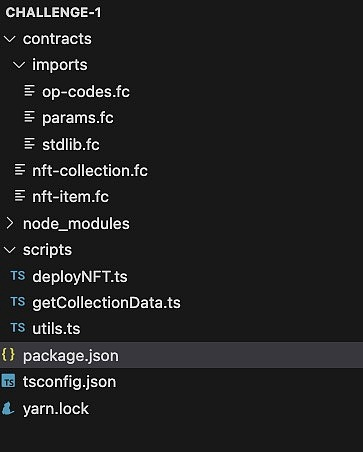 CHALLENGE-1
contracts
imports
op-codes.fc
params.fc
stdlib.fc
nft-collection.fc
nft-item.fc
node_modules
scripts
TS deployNFT.ts
TS getCollectionData.ts
TS utils.ts
{} package.json
TS tsconfig.json
yarn.lock